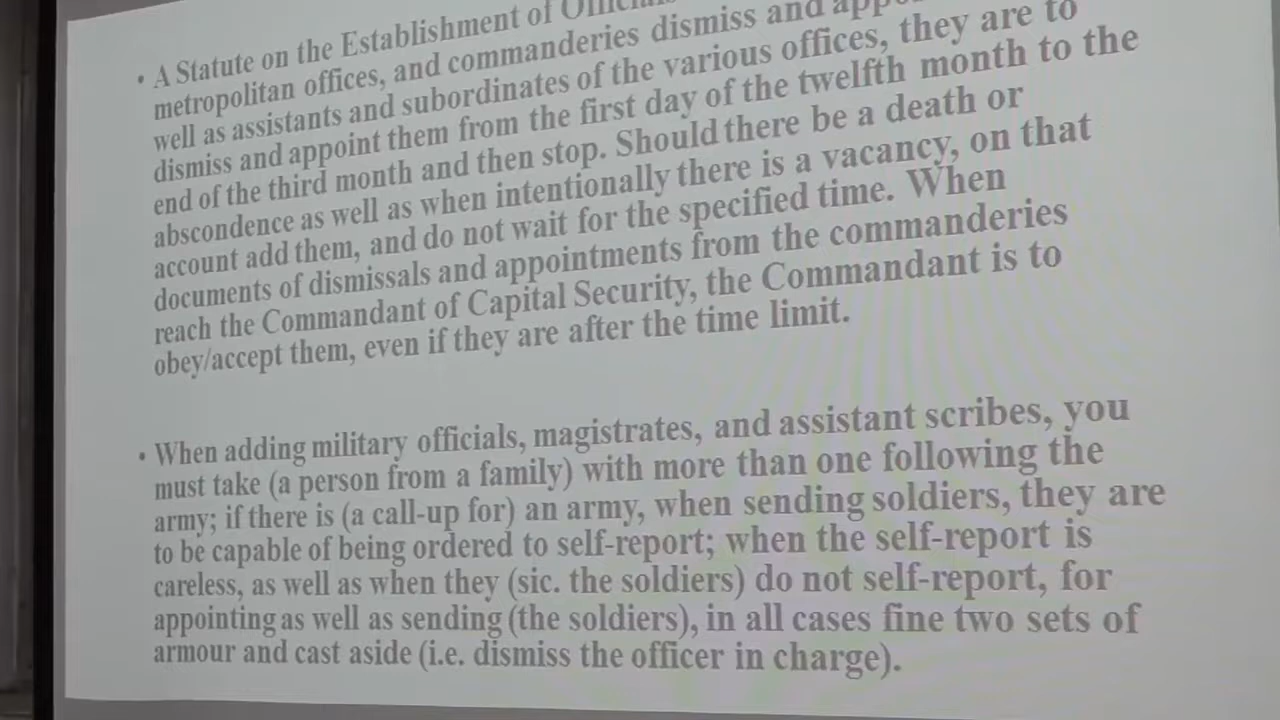 • A Statute on the Establishment of
metropolitan offices, and commanderies dismiss and
well as assistants and subordinates of the various offices, they are to
dismiss and appoint them from the first day of the twelfth month to the
end of the third month and then stop. Should there be a death or
abscondence as well as when intentionally there is a vacancy, on that
account add them, and do not wait for the specified time. When
documents of dismissals and appointments from the commanderies
reach the Commandant of Capital Security, the Commandant is to
obey/accept them, even if they are after the time limit.
• When adding military officials, magistrates, and assistant scribes, you
must take (a person from a family) with more than one following the
army; if there is (a call-up for) an army, when sending soldiers, they are
to be capable of being ordered to self-report; when the self-report is
careless, as well as when they (sic. the soldiers) do not self-report, for
appointing as well as sending (the soldiers), in all cases fine two sets of
armour and cast aside (i.e. dismiss the officer in charge).